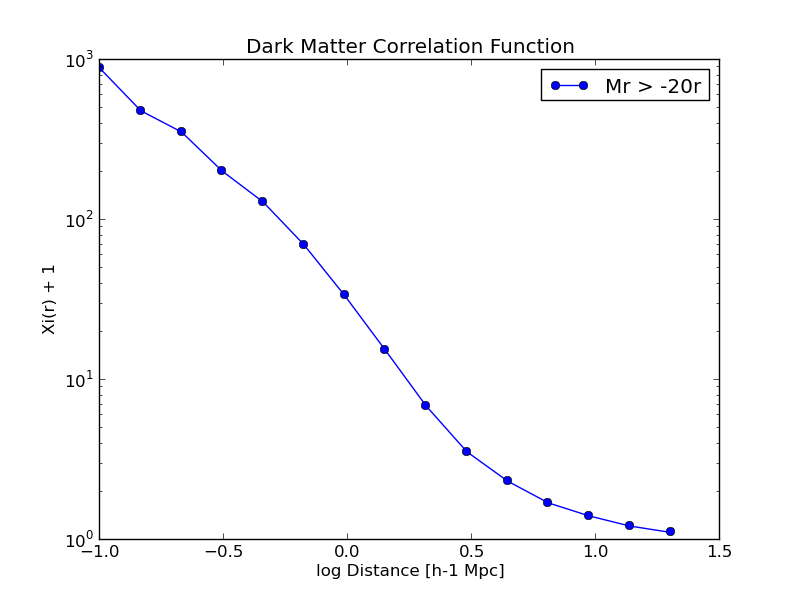 Dark Matter Correlation Function
Mr > -20r
Xi(r) + 1
10^3
10^2
10^1
10^0
−1.0 −0.5 0.0 0.5 1.0 1.5
log Distance [h-1 Mpc]